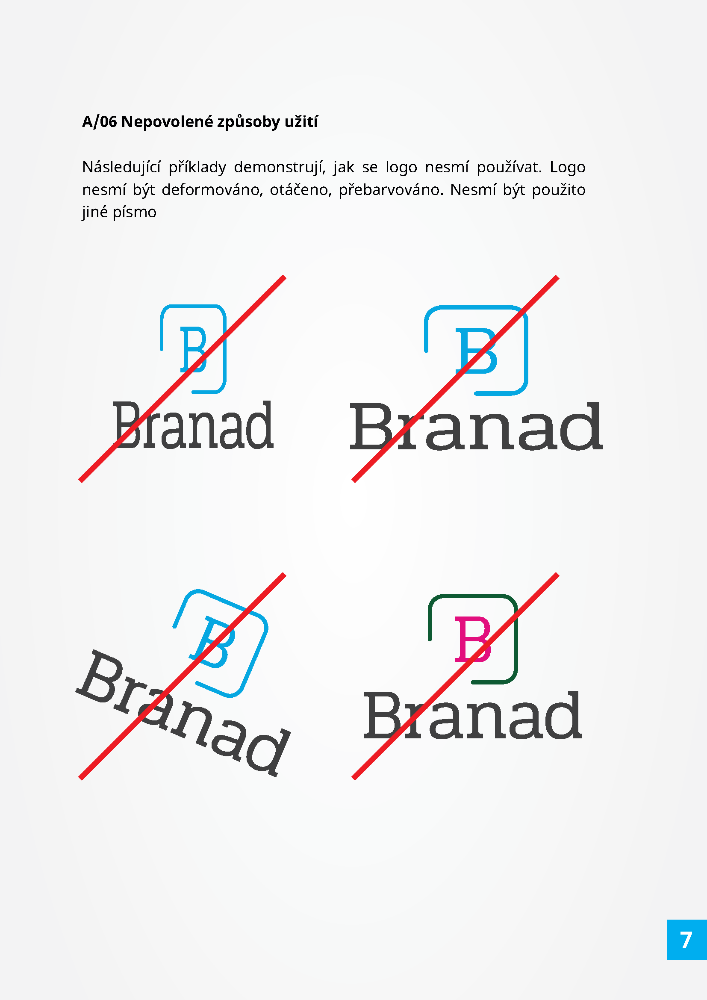 A/06 Nepovolené způsoby užití
Následující příklady demonstrují, jak se logo nesmí používat. Logo
nesmí být deformováno, otáčeno, přebarvováno. Nesmí být použito
jiné písmo
B
Branad
B
Branad
B
Branad
B
Branad
7